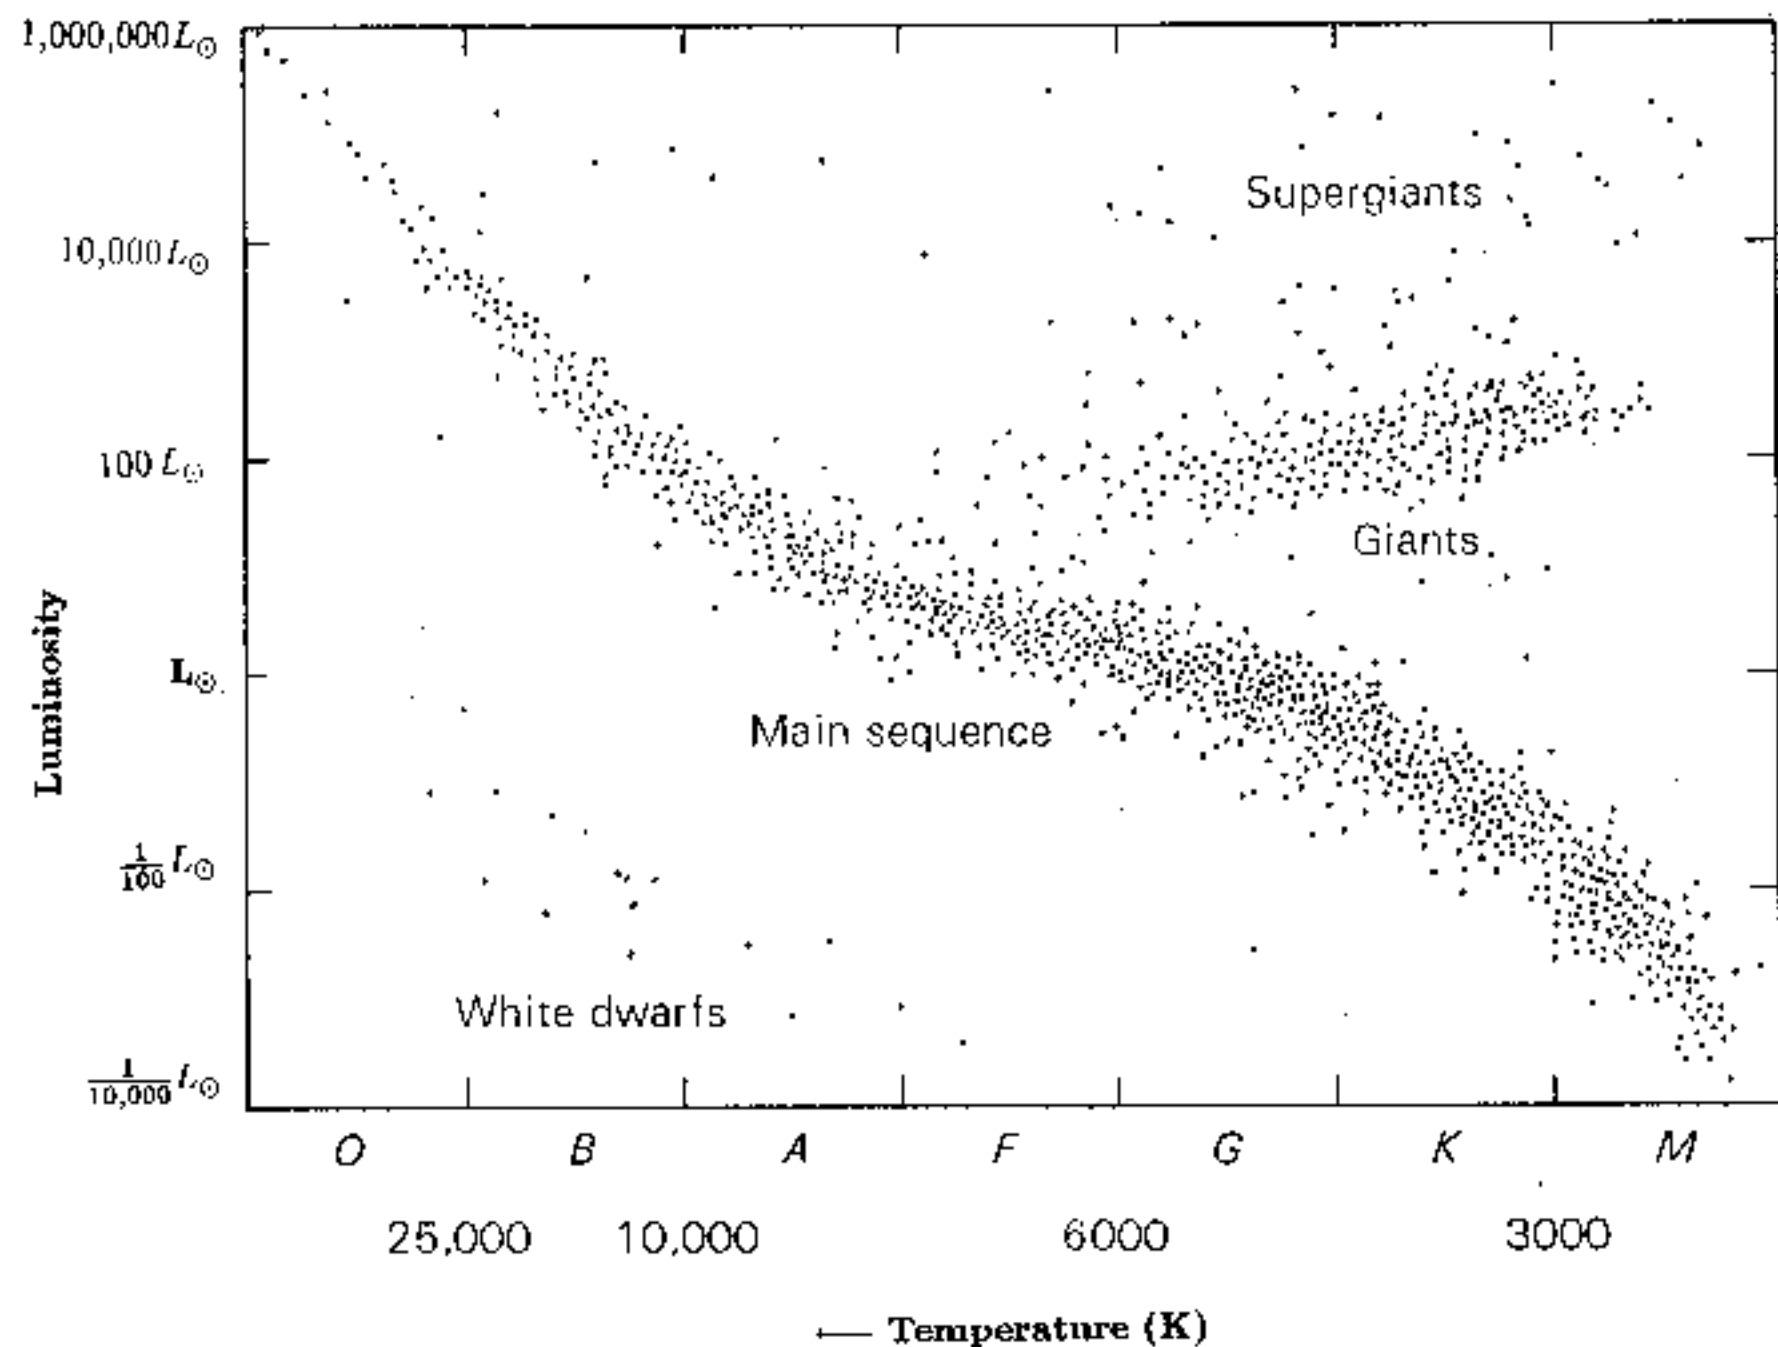 1,000,000L⊙
Supergiants
10,000L⊙
100 L⊙
Giants
Luminosity
L⊙
Main sequence
1/100 L⊙
White dwarfs
1/10,000 L⊙
O B A F G K M
25,000 10,000 6000 3000
← Temperature (K)